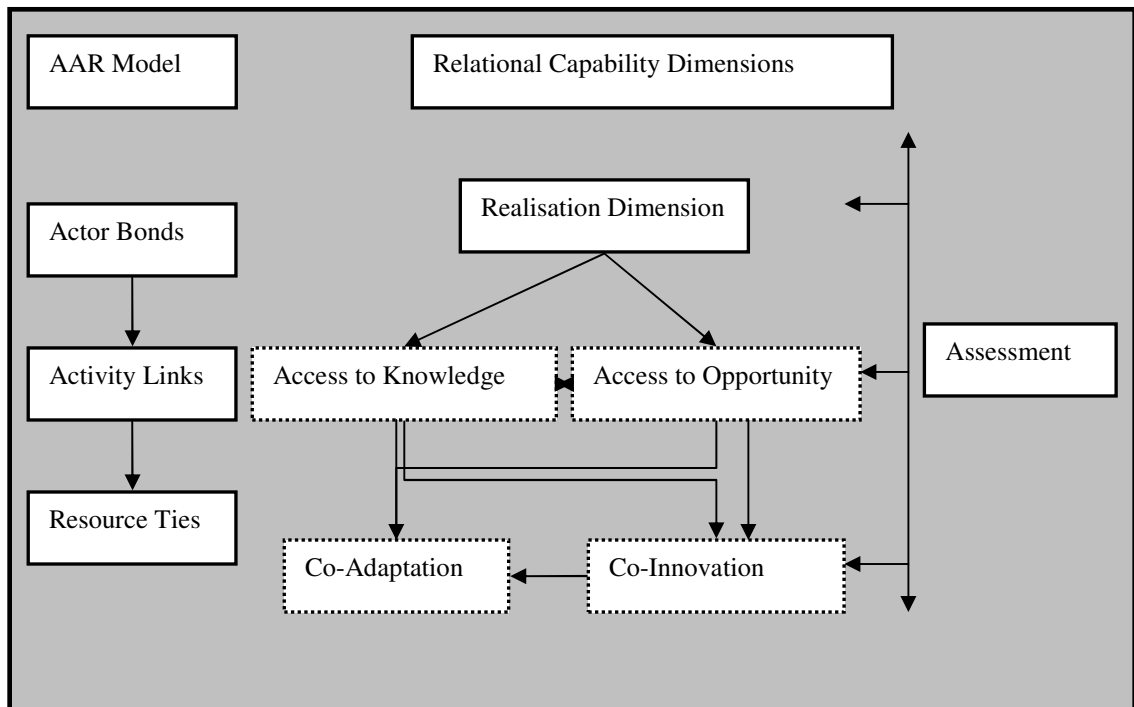 AAR Model
Relational Capability Dimensions
Realisation Dimension
Actor Bonds
Assessment
Activity Links
Access to Knowledge
Access to Opportunity
Resource Ties
Co-Adaptation
Co-Innovation